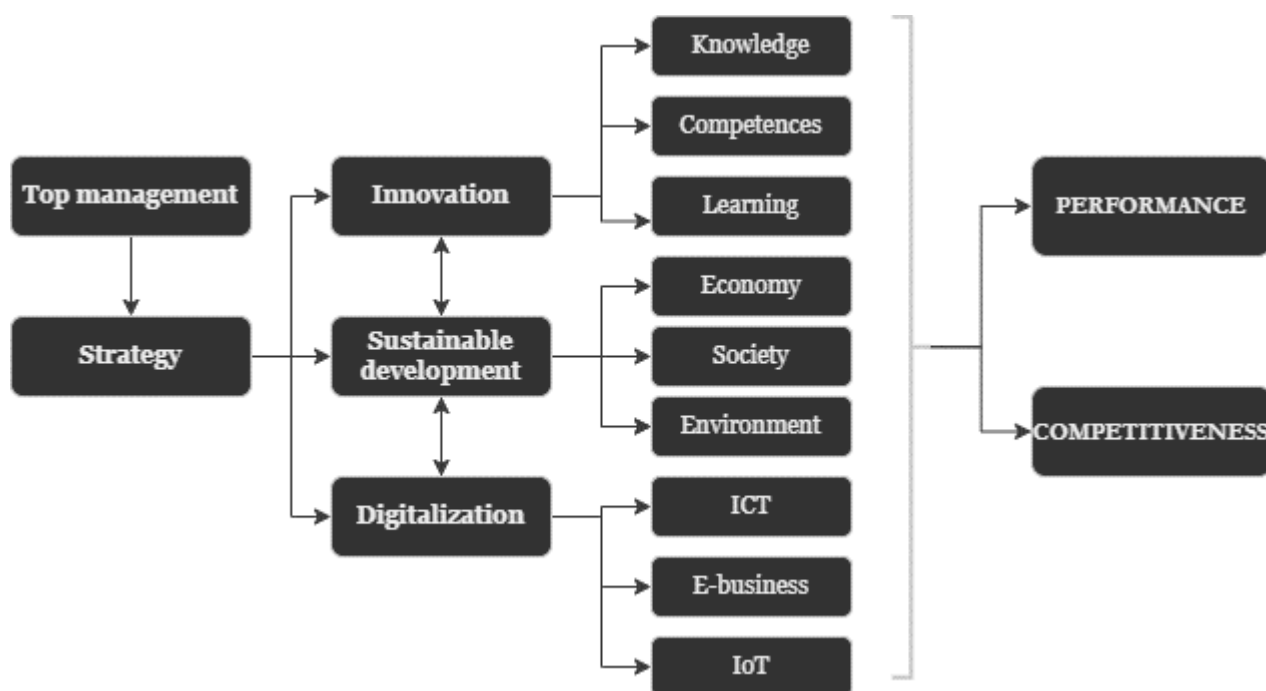 Top management
Strategy
Innovation
Sustainable
development
Digitalization
Knowledge
Competences
Learning
Economy
Society
Environment
ICT
E-business
IoT
PERFORMANCE
COMPETITIVENESS